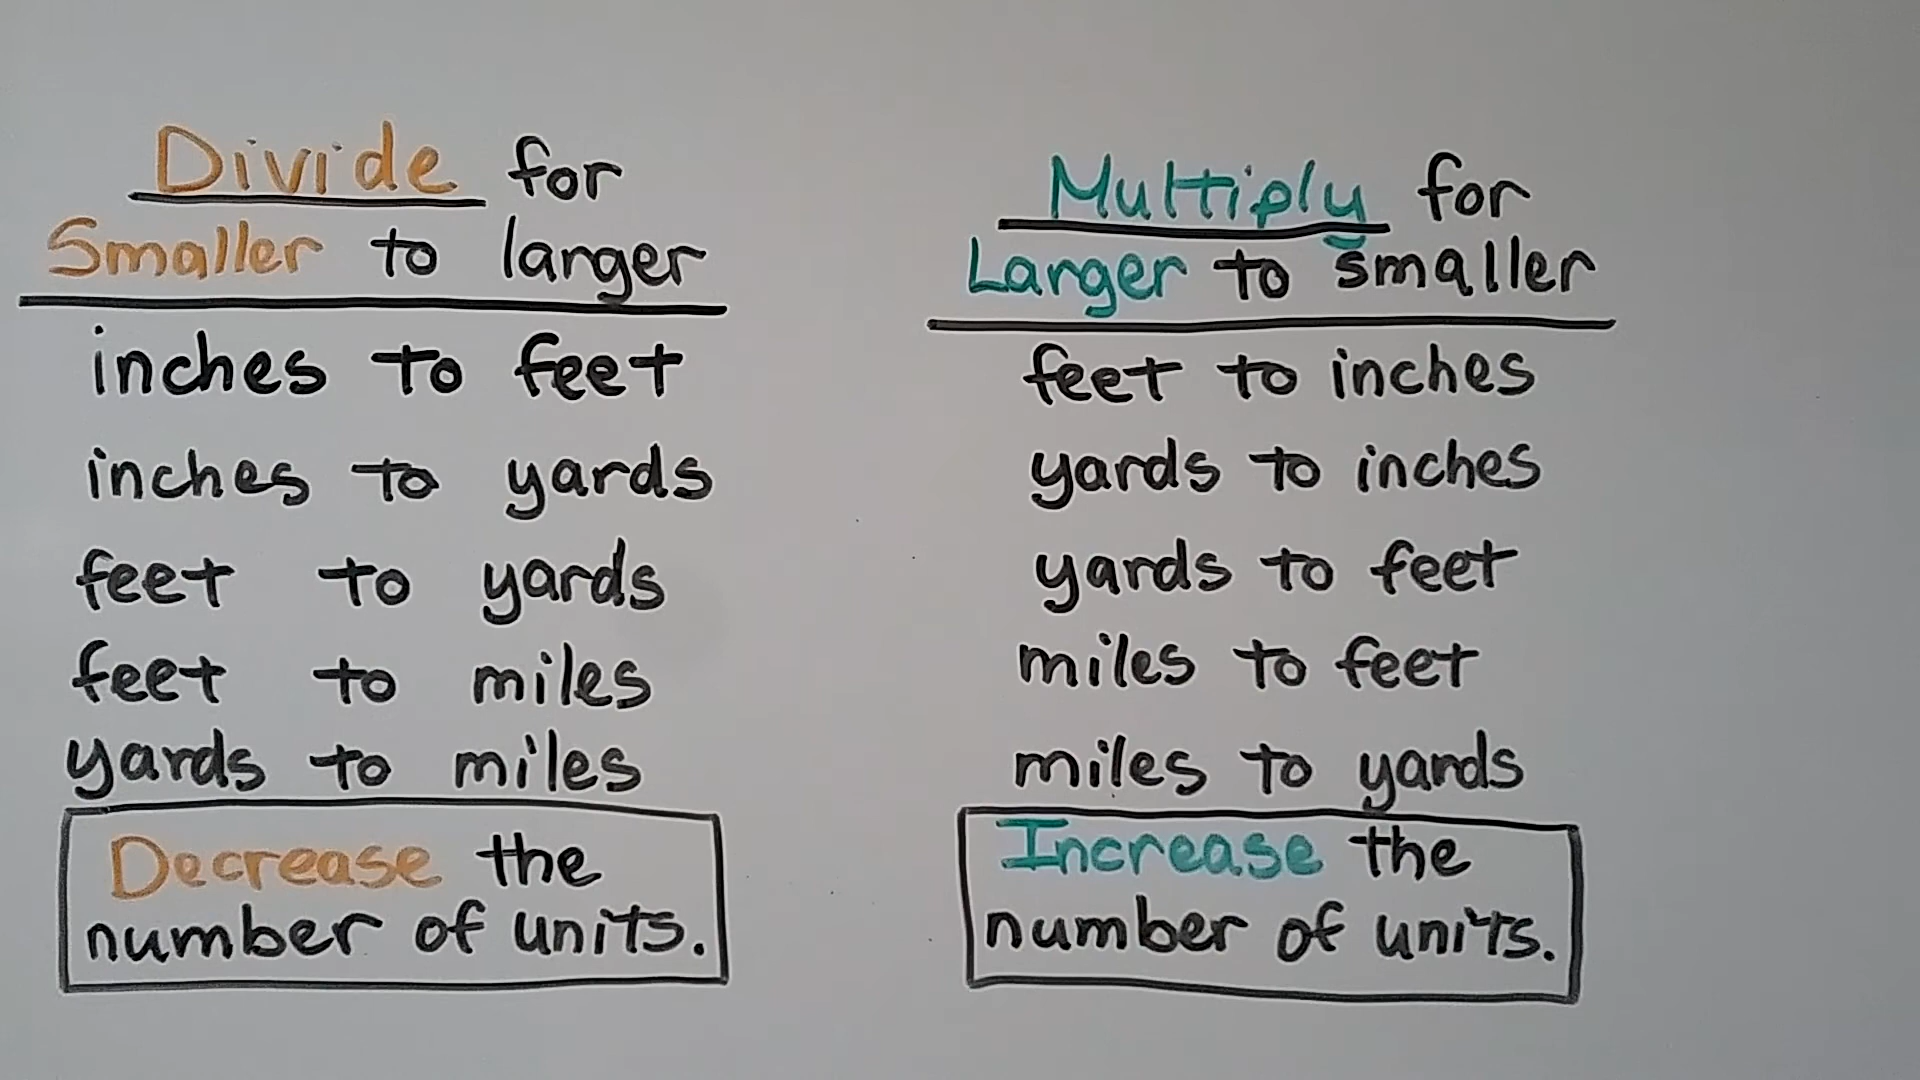 Divide for
Smaller to larger
inches to feet
inches to yards
feet to yards
feet to miles
yards to miles
Decrease the
number of units.
Multiply for
Larger to smaller
feet to inches
yards to inches
yards to feet
miles to feet
miles to yards
Increase the
number of units.